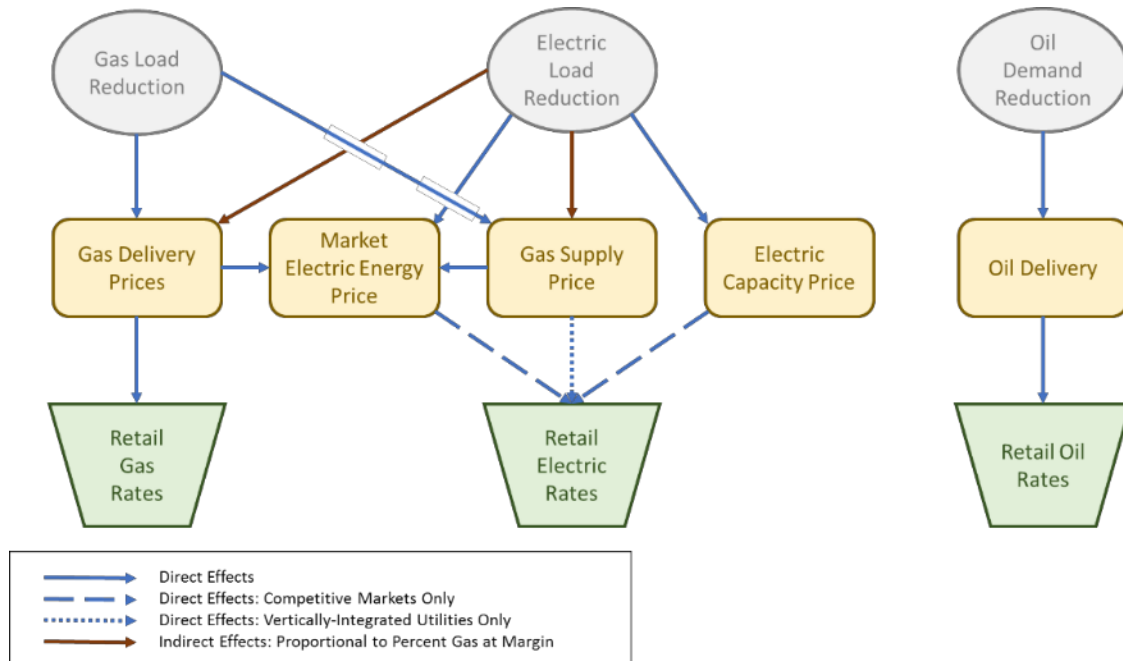 Gas Load
Reduction
Electric
Load
Reduction
Oil
Demand
Reduction
Gas Delivery
Prices
Market
Electric Energy
Price
Gas Supply
Price
Electric
Capacity Price
Oil Delivery
Retail
Gas
Rates
Retail
Electric
Rates
Retail Oil
Rates
Direct Effects
Direct Effects: Competitive Markets Only
Direct Effects: Vertically-Integrated Utilities Only
Indirect Effects: Proportional to Percent Gas at Margin